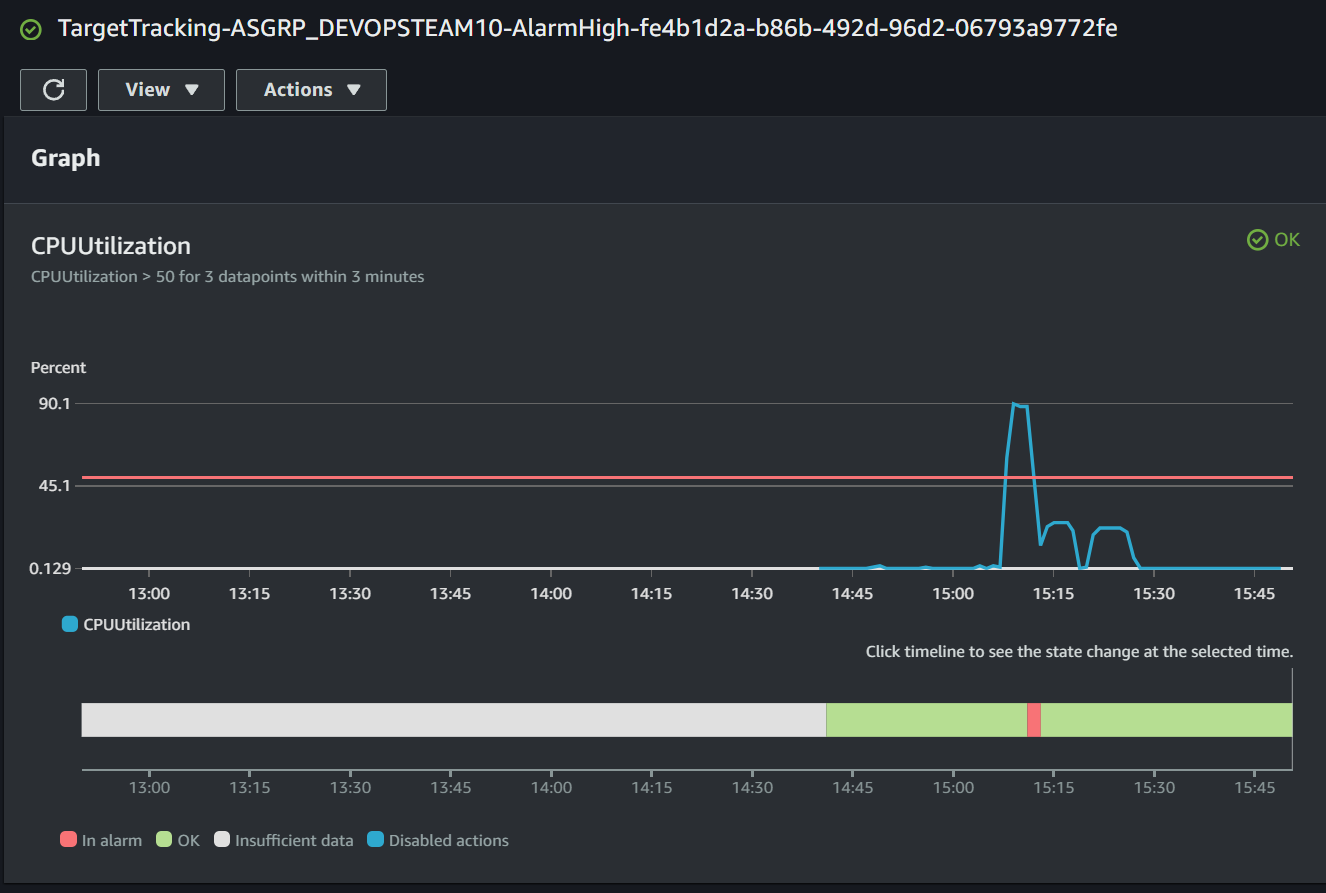 TargetTracking-ASGRP_DEVOPSTEAM10-AlarmHigh-fe4b1d2a-b86b-492d-96d2-06793a9772fe
View Actions
Graph
CPUUtilization
OK
CPUUtilization > 50 for 3 datapoints within 3 minutes
Percent
90.1
45.1
0.129
13:00 13:15 13:30 13:45 14:00 14:15 14:30 14:45 15:00 15:15 15:30 15:45
CPUUtilization
Click timeline to see the state change at the selected time.
13:00 13:15 13:30 13:45 14:00 14:15 14:30 14:45 15:00 15:15 15:30 15:45
In alarm OK Insufficient data Disabled actions